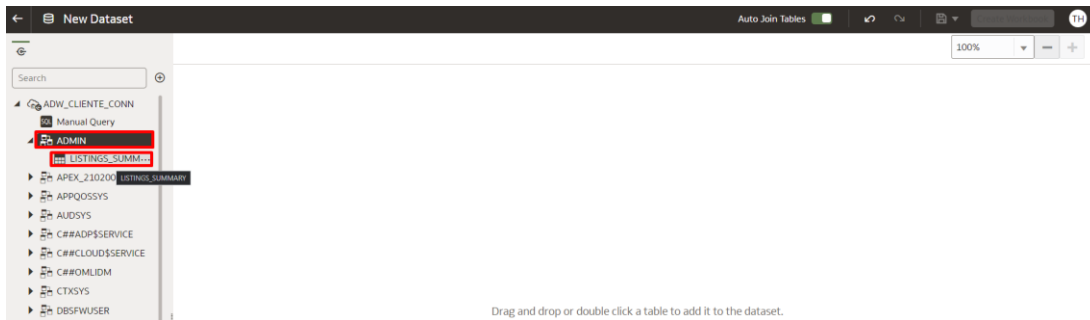 New Dataset
Auto Join Tables
TH
100%
Search
ADW_CLIENTE_CONN
SQL Manual Query
ADMIN
LISTINGS_SUMM...
APEX_210200
LISTINGS_SUMMARY
APPQOSSYS
AUDSYS
C##ADP$SERVICE
C##CLOUD$SERVICE
C##OMLIDM
CTXSYS
DBSFWUSER
Drag and drop or double click a table to add it to the dataset.